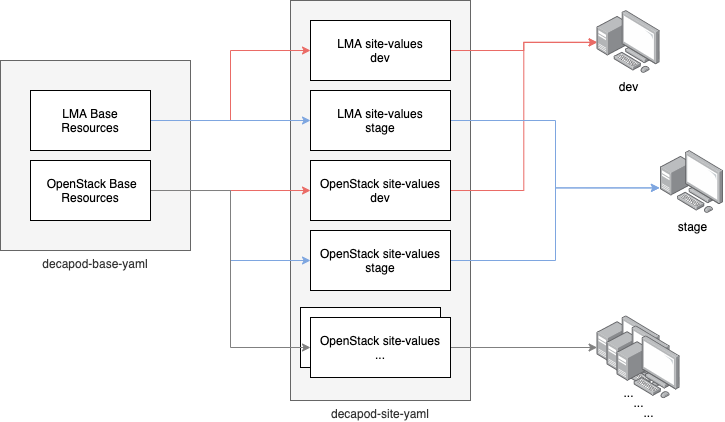 LMA Base
Resources
OpenStack Base
Resources
decapod-base-yaml
LMA site-values
dev
LMA site-values
stage
OpenStack site-values
dev
OpenStack site-values
stage
OpenStack site-values
...
decapod-site-yaml
dev
stage
...
...
...